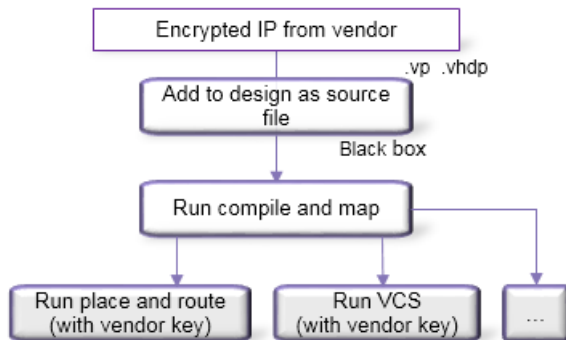 Encrypted IP from vendor
.vp .vhdp
Add to design as source
file
Black box
Run compile and map
Run place and route
(with vendor key)
Run VCS
(with vendor key)
...